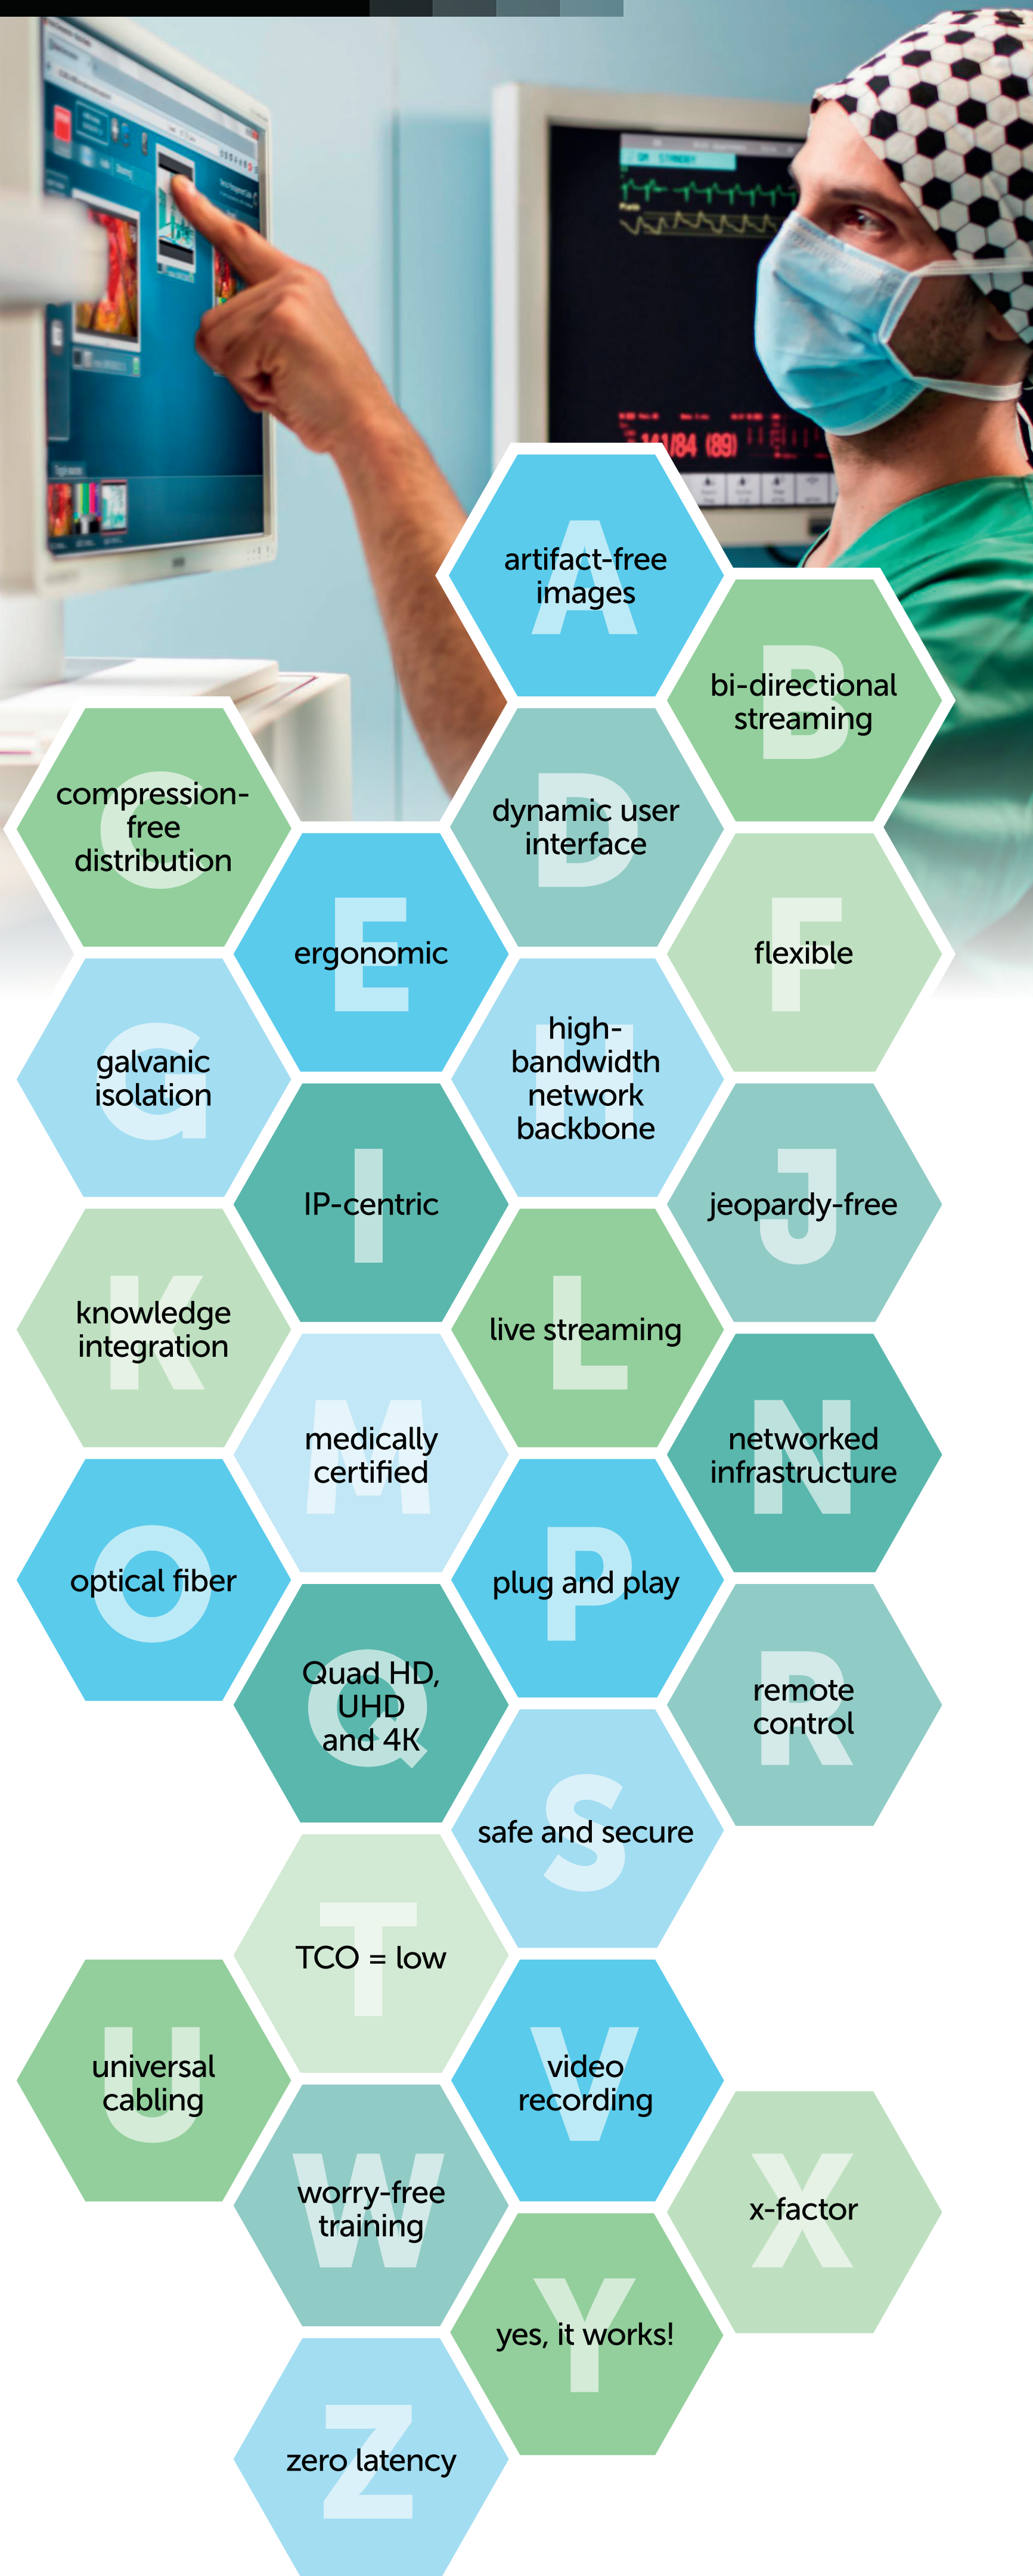 141/84 (89)
A
artifact-free
images
B
bi-directional
streaming
C
compression-
free
distribution
D
dynamic user
interface
E
ergonomic
F
flexible
G
galvanic
isolation
H
high-
bandwidth
network
backbone
I
IP-centric
J
jeopardy-free
K
knowledge
integration
L
live streaming
M
medically
certified
N
networked
infrastructure
O
optical fiber
P
plug and play
Q
Quad HD,
UHD
and 4K
R
remote
control
S
safe and secure
T
TCO = low
U
universal
cabling
V
video
recording
W
worry-free
training
X
x-factor
Y
yes, it works!
Z
zero latency